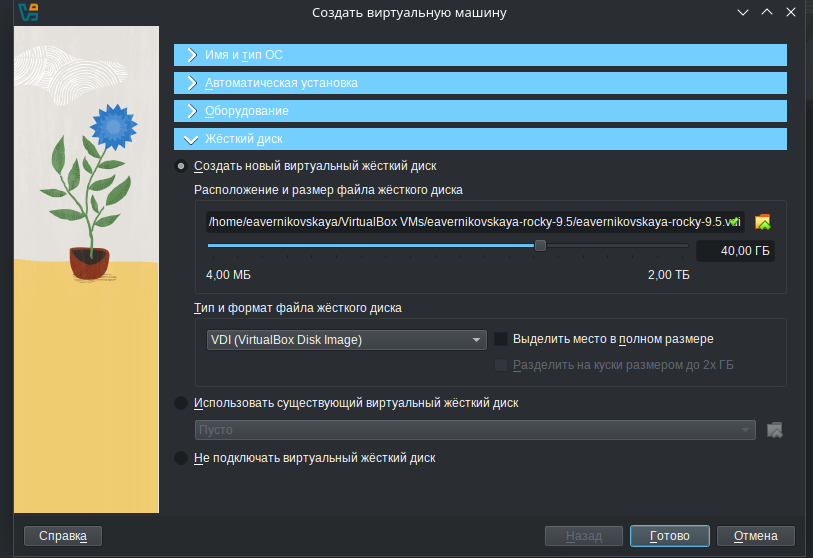 Создать виртуальную машину
Имя и тип ОС
Автоматическая установка
Оборудование
Жёсткий диск
Создать новый виртуальный жёсткий диск
Расположение и размер файла жёсткого диска
/home/eavernikovskaya/VirtualBox VMs/eavernikovskaya-rocky-9.5/eavernikovskaya-rocky-9.5.vdi
40,00 ГБ
4,00 МБ 2,00 ТБ
Тип и формат файла жёсткого диска
VDI (VirtualBox Disk Image) Выделить место в полном размере
Разделить на куски размером до 2х ГБ
Использовать существующий виртуальный жёсткий диск
Пусто
Не подключать виртуальный жёсткий диск
Справка Назад Готово Отмена